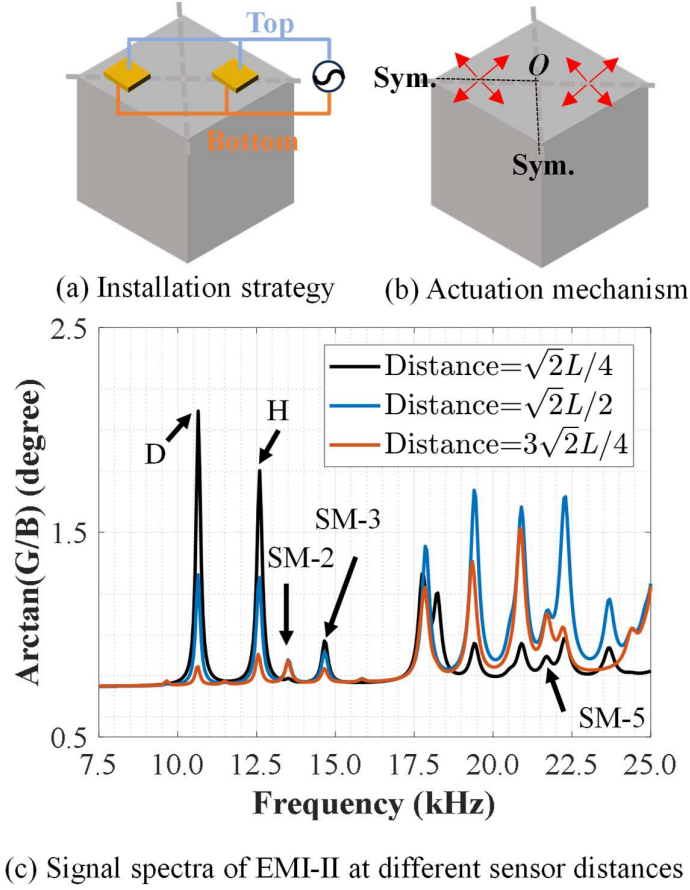 Top
Bottom
Sym.
O
Sym.
(a) Installation strategy
(b) Actuation mechanism
2.5
1.5
0.5
Arctan(G/B) (degree)
Distance=√2L/4
Distance=√2L/2
Distance=3√2L/4
D
H
SM-2
SM-3
SM-5
7.5 10.0 12.5 15.0 17.5 20.0 22.5 25.0
Frequency (kHz)
(c) Signal spectra of EMI-II at different sensor distances